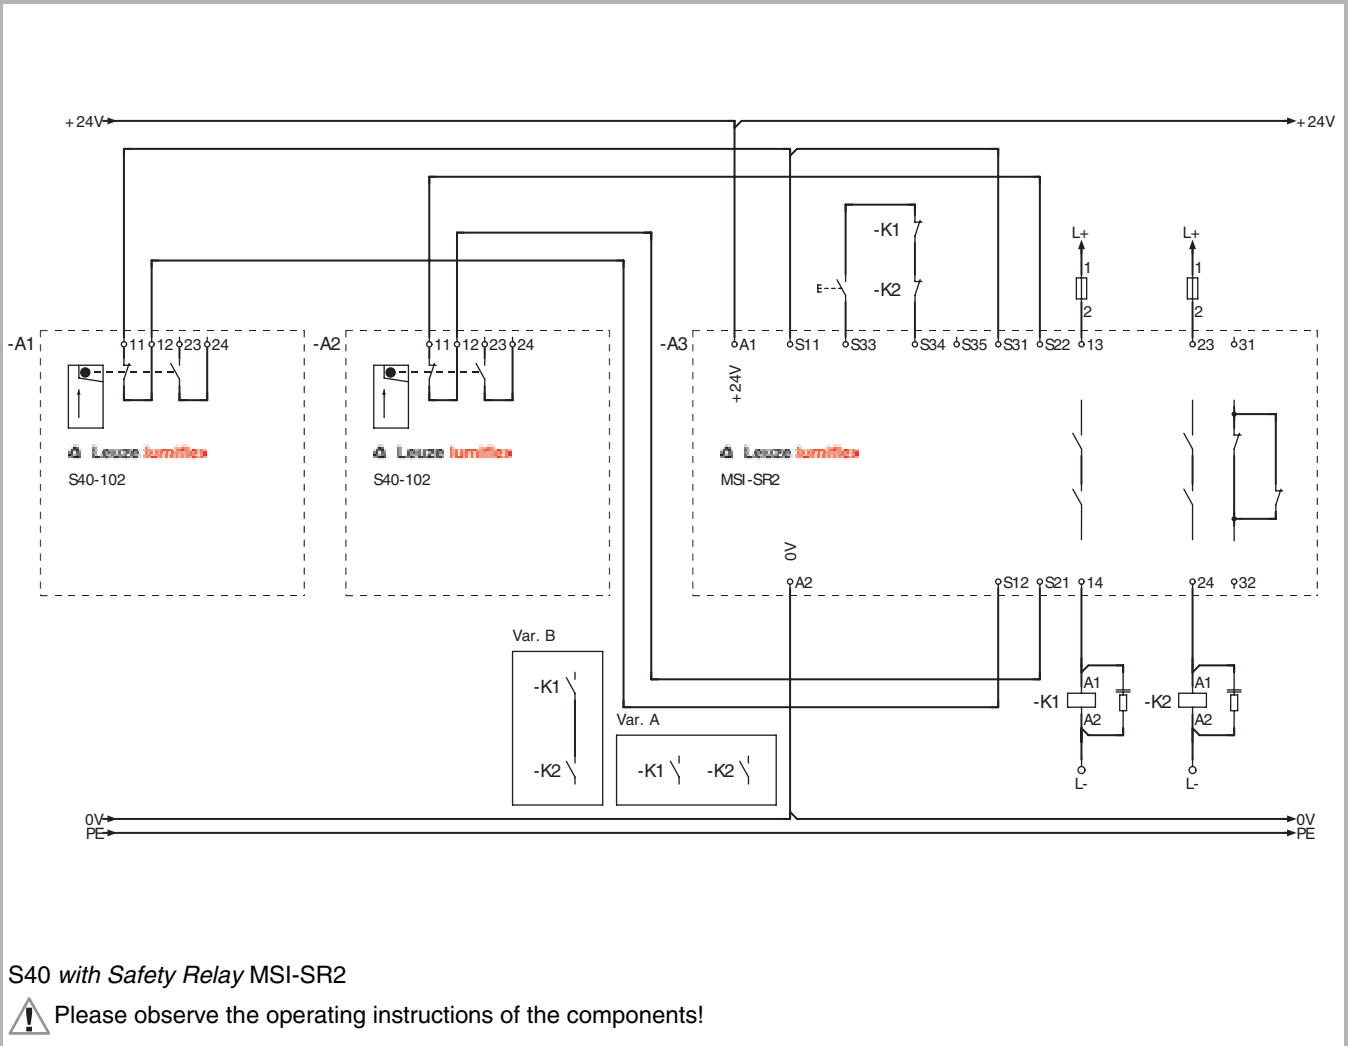 +24V
+24V
-K1
-K2
L+
1
2
L+
1
2
-A1
11 12 23 24
-A2
11 12 23 24
-A3
A1 S11 S33 S34 S35 S31 S22 13 23 31
+24V
Leuze lumiflex
S40-102
Leuze lumiflex
S40-102
Leuze lumiflex
MSI-SR2
0V
A2 S12 S21 14 24 32
Var. B
-K1
-K2
Var. A
-K1 -K2
-K1
A1
A2
L-
-K2
A1
A2
L-
0V
0V
PE
PE
S40 with Safety Relay MSI-SR2
Please observe the operating instructions of the components!